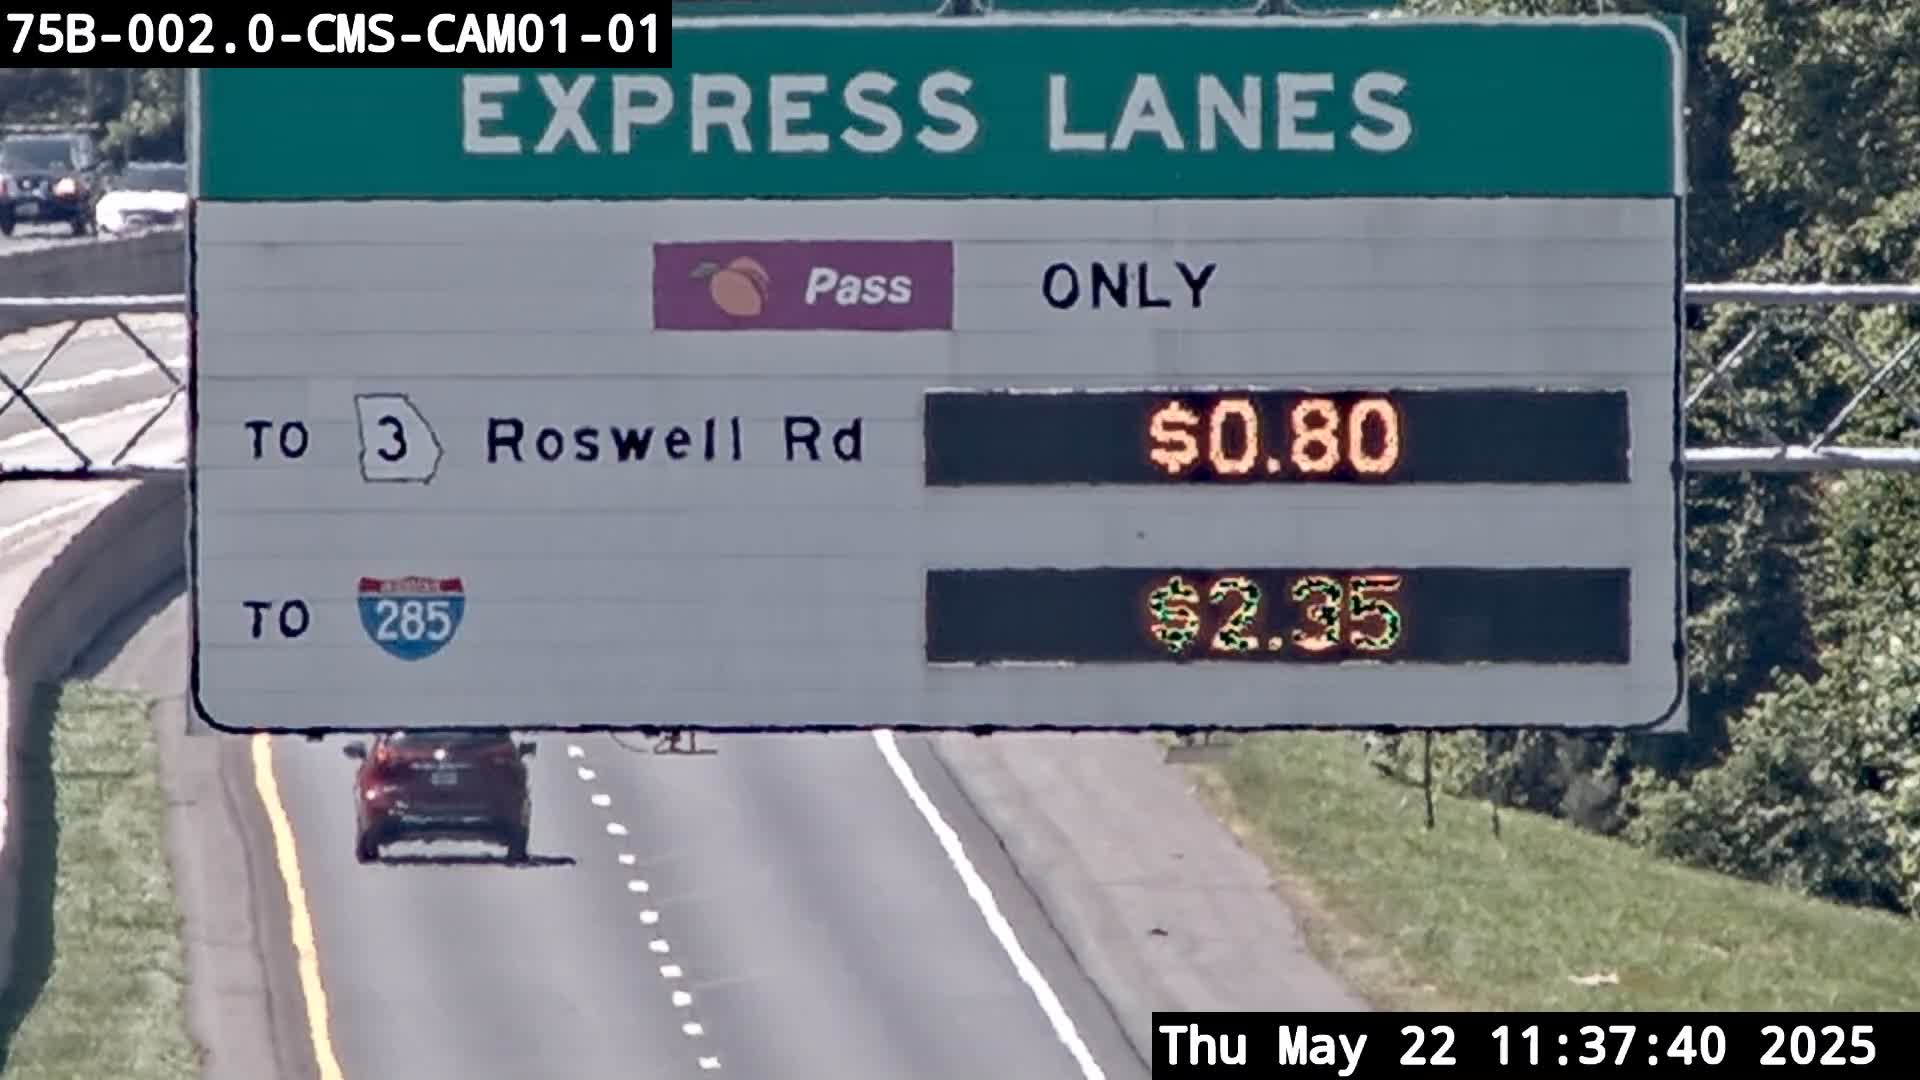 75B-002.0-CMS-CAM01-01
EXPRESS LANES
Pass ONLY
TO 3 Roswell Rd $0.80
TO 285 $2.35
Thu May 22 11:37:40 2025